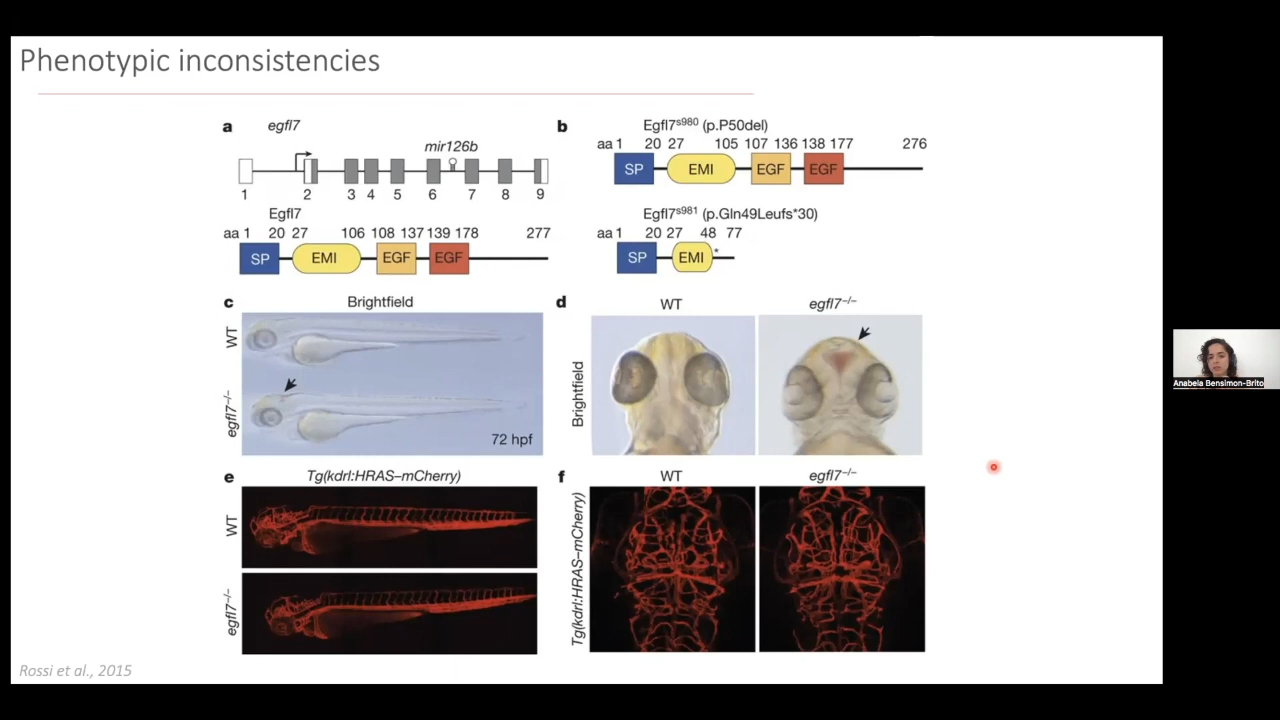 Phenotypic inconsistencies
a
egfl7
mir126b
1 2 3 4 5 6 7 8 9
Egfl7
aa 1 20 27 106 108 137 139 178 277
SP EMI EGF EGF
b
Egfl7s980 (p.P50del)
aa 1 20 27 105 107 136 138 177 276
SP EMI EGF EGF
Egfl7s981 (p.Gln49Leufs*30)
aa 1 20 27 48 77
SP EMI *
c Brightfield
WT
egfl7–/–
72 hpf
d WT egfl7–/–
Brightfield
e Tg(kdrl:HRAS–mCherry)
WT
egfl7–/–
f WT egfl7–/–
Tg(kdrl:HRAS–mCherry)
Rossi et al., 2015
Anabela Bensimon-Brito